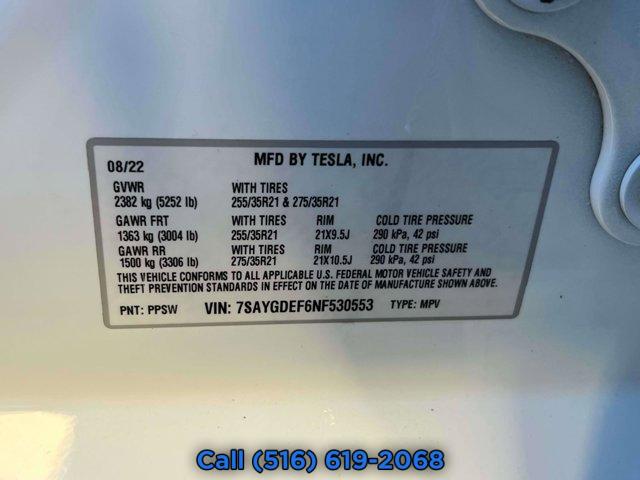 MFD BY TESLA, INC.
08/22
GVWR WITH TIRES
2382 kg (5252 lb) 255/35R21 & 275/35R21
GAWR FRT WITH TIRES RIM COLD TIRE PRESSURE
1363 kg (3004 lb) 255/35R21 21X9.5J 290 kPa, 42 psi
GAWR RR WITH TIRES RIM COLD TIRE PRESSURE
1500 kg (3306 lb) 275/35R21 21X10.5J 290 kPa, 42 psi
THIS VEHICLE CONFORMS TO ALL APPLICABLE U.S. FEDERAL MOTOR VEHICLE SAFETY AND
THEFT PREVENTION STANDARDS IN EFFECT ON THE DATE OF MANUFACTURE SHOWN ABOVE.
PNT: PPSW VIN: 7SAYGDEF6NF530553 TYPE: MPV
Call (516) 619-2068